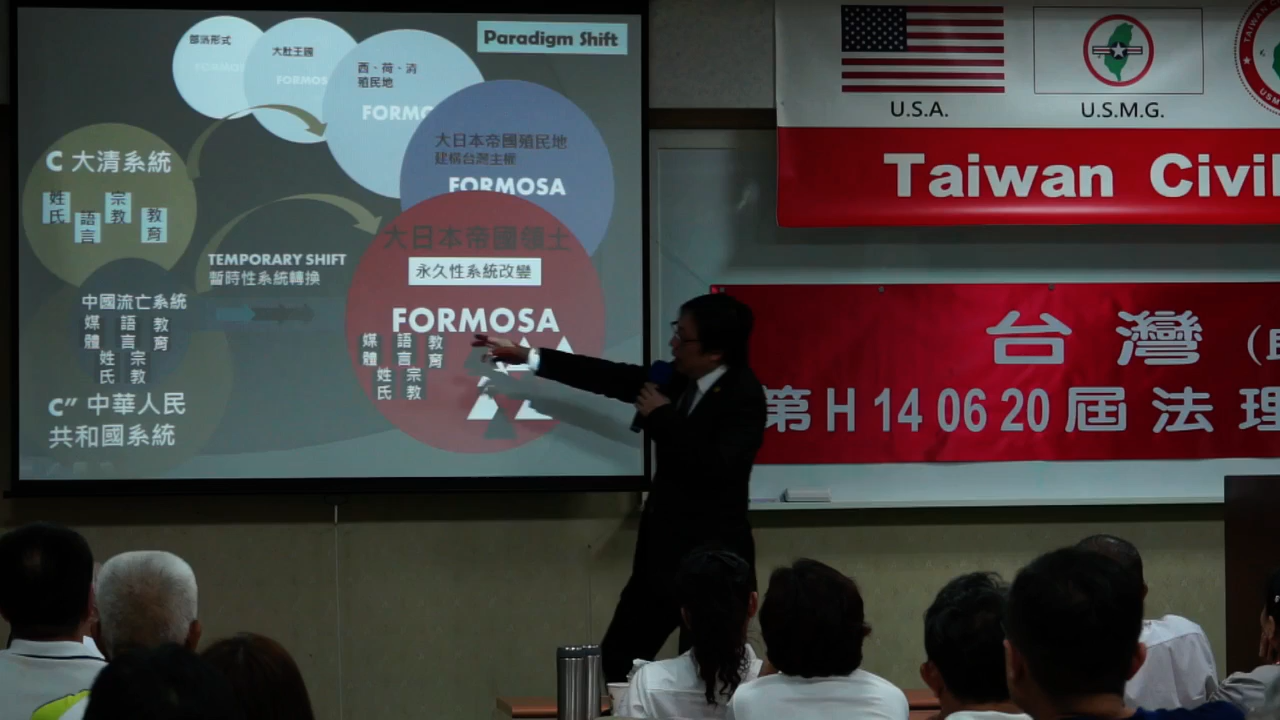 Paradigm Shift
部落形式
FORMOS
大肚王國
FORMOS
西、荷、清
殖民地
FORMO
大日本帝國殖民地
建構台灣主權
FORMOSA
大日本帝國領土
永久性系統改變
FORMOSA
媒體
語言
教育
姓氏
宗教
C 大清系統
姓氏
語言
宗教
教育
TEMPORARY SHIFT
暫時性系統轉換
中國流亡系統
媒體
語言
教育
姓氏
宗教
C” 中華人民
共和國系統
U.S.A.
U.S.M.G.
TAIWAN C
USM
Taiwan Civil
台灣(
第H 14 06 20 屆法理